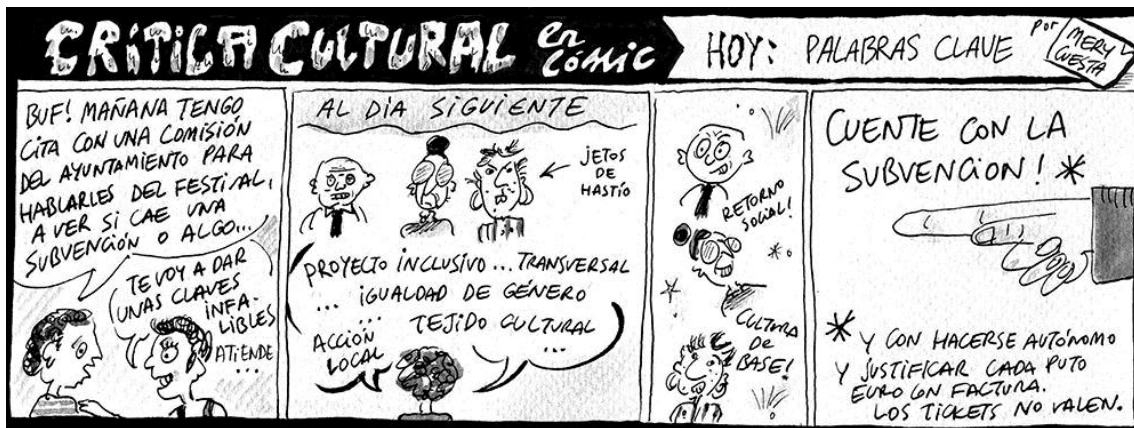 CRÍTICA CULTURAL en cómic
HOY: PALABRAS CLAVE
por MERY CUESTA
BUF! MAÑANA TENGO
CITA CON UNA COMISIÓN
DEL AYUNTAMIENTO PARA
HABLARLES DEL FESTIVAL,
A VER SI CAE UNA
SUBVENCIÓN O ALGO...
TE VOY A DAR
UNAS CLAVES
INFA-
LIBLES
ATIENDE
...
AL DIA SIGUIENTE
JETOS
DE
HASTÍO
PROYECTO INCLUSIVO... TRANSVERSAL
... IGUALDAD DE GÉNERO
...
TEJIDO CULTURAL
...
ACCIÓN
LOCAL
RETORNO
SOCIAL!
CULTURA
DE
BASE!
CUENTE CON LA
SUBVENCION! *
* Y CON HACERSE AUTÓNOMO
Y JUSTIFICAR CADA PUTO
EURO CON FACTURA.
LOS TICKETS NO VALEN.